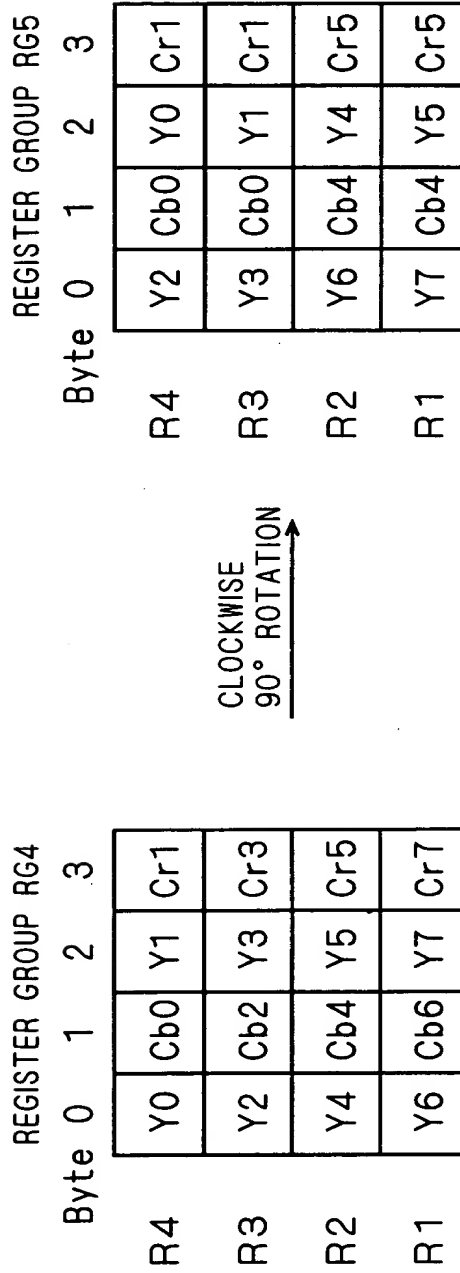 REGISTER GROUP RG4
Byte 0 1 2 3
R4 Y0 Cb0 Y1 Cr1
R3 Y2 Cb2 Y3 Cr3
R2 Y4 Cb4 Y5 Cr5
R1 Y6 Cb6 Y7 Cr7
CLOCKWISE
90° ROTATION
REGISTER GROUP RG5
Byte 0 1 2 3
R4 Y2 Cb0 Y0 Cr1
R3 Y3 Cb0 Y1 Cr1
R2 Y6 Cb4 Y4 Cr5
R1 Y7 Cb4 Y5 Cr5